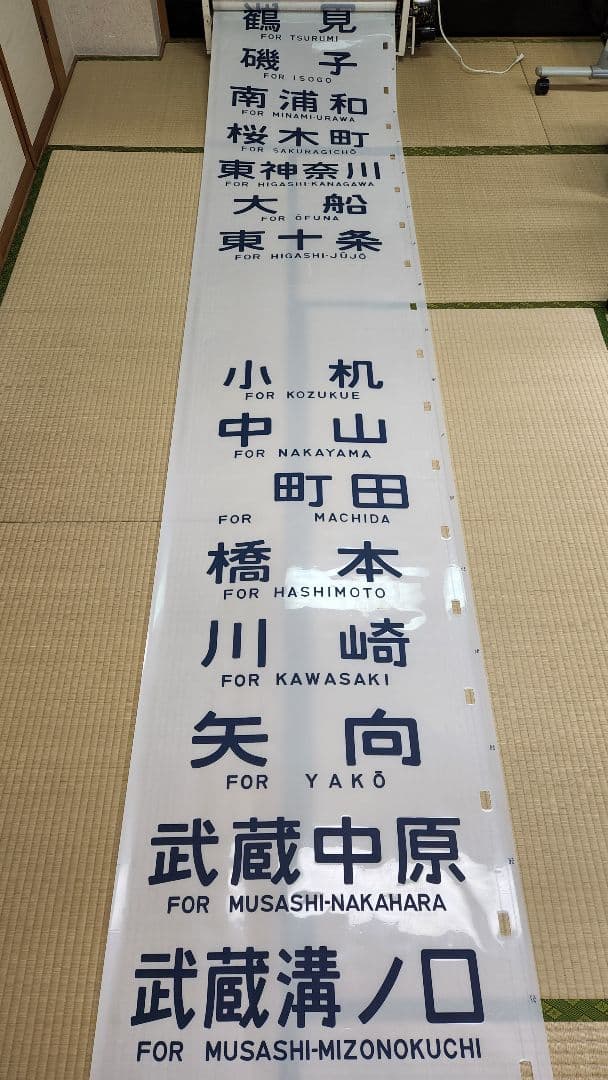 鶴見
FOR TSURUMI
磯子
FOR ISOGO
南浦和
FOR MINAMI-URAWA
桜木町
FOR SAKURAGICHŌ
東神奈川
FOR HIGASHI-KANAGAWA
大船
FOR ŌFUNA
東十条
FOR HIGASHI-JŪJŌ
小机
FOR KOZUKUE
中山
FOR NAKAYAMA
町田
FOR MACHIDA
橋本
FOR HASHIMOTO
川崎
FOR KAWASAKI
矢向
FOR YAKŌ
武蔵中原
FOR MUSASHI-NAKAHARA
武蔵溝ノ口
FOR MUSASHI-MIZONOKUCHI